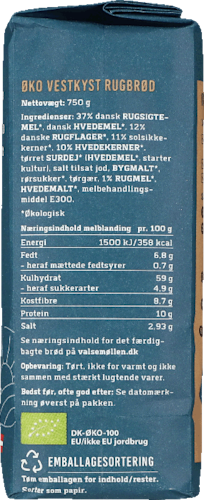 ØKO VESTKYST RUGBRØD
Nettovægt: 750 g
Ingredienser: 37% dansk RUGSIGTE-
MEL*, dansk HVEDEMEL*, 12%
danske RUGFLAGER*, 11% solsikke-
kerner*, 10% HVEDEKERNER*,
tørret SURDEJ* (HVEDEMEL*, starter
kultur), salt tilsat jod, BYGMALT*,
rørsukker*, tørgær, 1% RUGMEL*,
HVEDEMALT*, melbehandlings-
middel E300.
*Økologisk
Næringsindhold melblanding pr. 100 g
Energi 1500 kJ/358 kcal
Fedt 6.8 g
- heraf mættede fedtsyrer 0.7 g
Kulhydrat 59 g
- heraf sukkerarter 4.9 g
Kostfibre 8.7 g
Protein 10 g
Salt 2,93 g
Se næringsindhold for det færdig-
bagte brød på valsemøllen.dk
Opbevaring: Tørt, ikke for varmt og ikke
sammen med stærkt lugtende varer.
Bedst før, ofte god efter: Se datomærk-
ning øverst på pakken.
DK-ØKO-100
EU/ikke EU jordbrug
EMBALLAGESORTERING
Tøm emballagen for indhold/rester.
Sorter som papir.